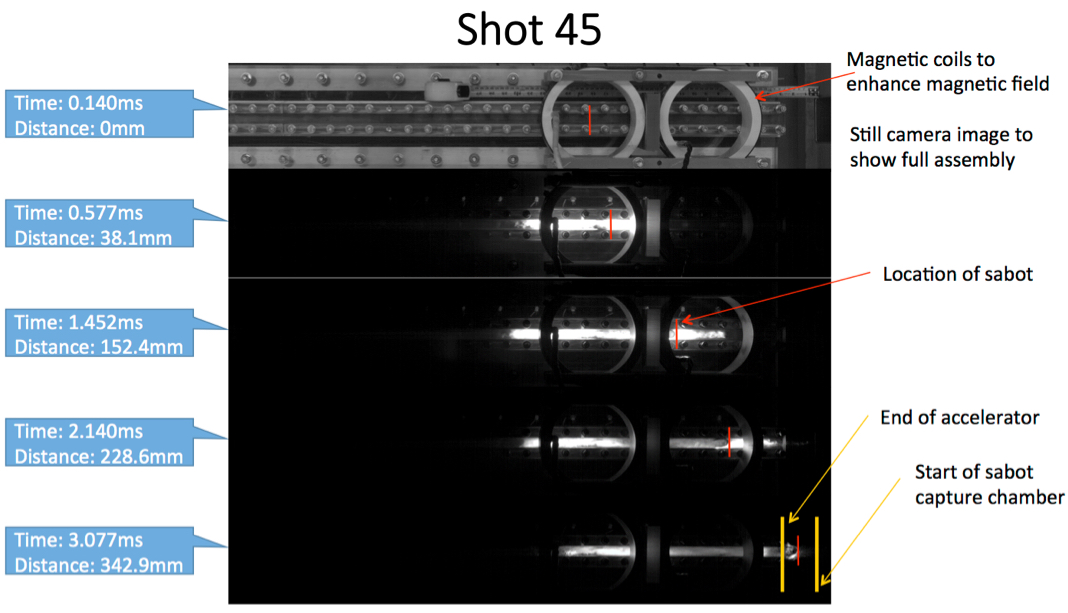 Shot 45
Time: 0.140ms
Distance: 0mm
Magnetic coils to
enhance magnetic field
Still camera image to
show full assembly
Time: 0.577ms
Distance: 38.1mm
Location of sabot
Time: 1.452ms
Distance: 152.4mm
End of accelerator
Time: 2.140ms
Distance: 228.6mm
Start of sabot
capture chamber
Time: 3.077ms
Distance: 342.9mm